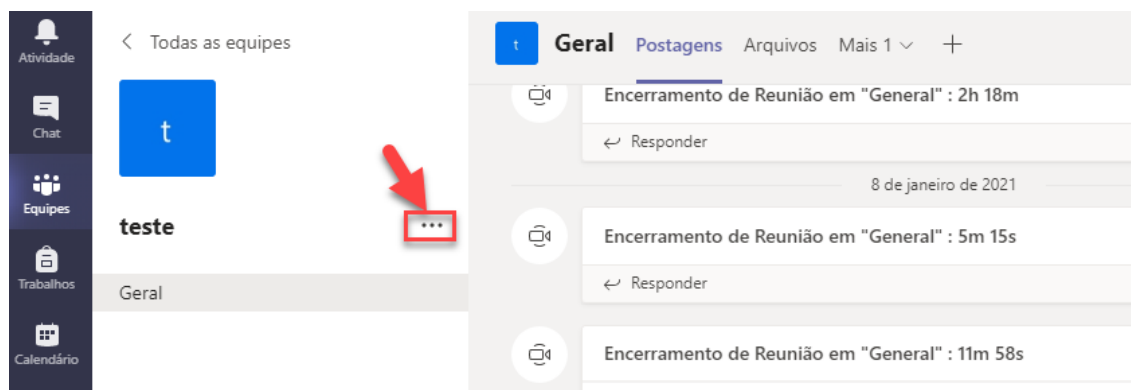 Atividade
Chat
Equipes
Trabalhos
Calendário
Todas as equipes
t
teste
...
Geral
t Geral Postagens Arquivos Mais 1
Encerramento de Reunião em "General" : 2h 18m
Responder
8 de janeiro de 2021
Encerramento de Reunião em "General" : 5m 15s
Responder
Encerramento de Reunião em "General" : 11m 58s